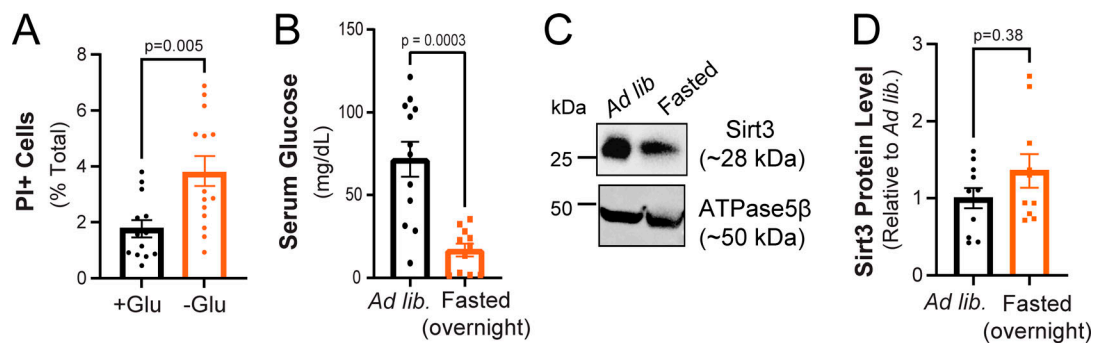 A
PI+ Cells
(% Total)
8
6
4
2
0
p=0.005
+Glu
-Glu
B
Serum Glucose
(mg/dL)
150
100
50
0
p = 0.0003
Ad lib.
Fasted
(overnight)
C
kDa
Ad lib
Fasted
25
Sirt3
(~28 kDa)
50
ATPase5β
(~50 kDa)
D
Sirt3 Protein Level
(Relative to Ad lib.)
3
2
1
0
p=0.38
Ad lib.
Fasted
(overnight)